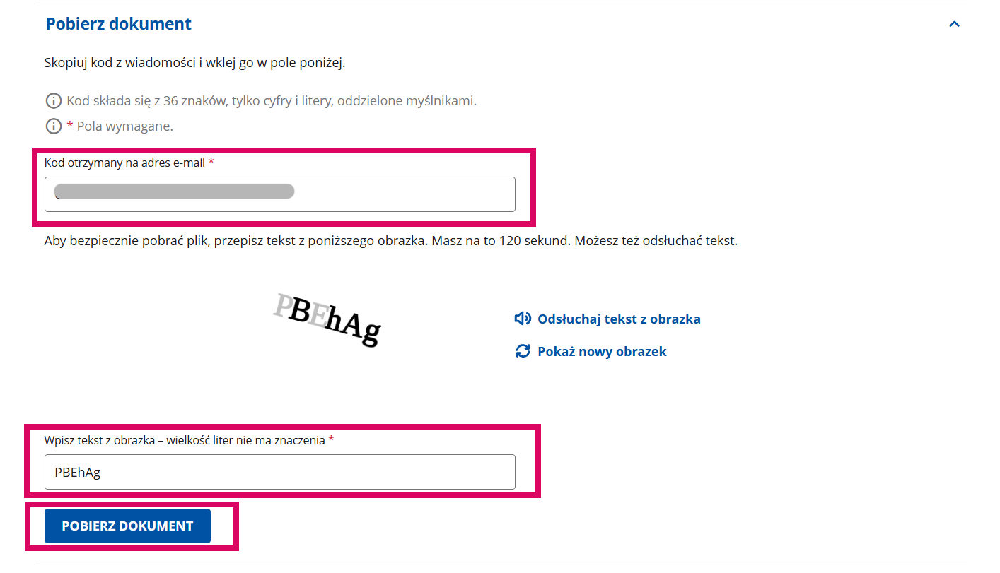 Pobierz dokument
Skopiuj kod z wiadomości i wklej go w pole poniżej.
Kod składa się z 36 znaków, tylko cyfry i litery, oddzielone myślnikami.
* Pola wymagane.
Kod otrzymany na adres e-mail *
Aby bezpiecznie pobrać plik, przepisz tekst z poniższego obrazka. Masz na to 120 sekund. Możesz też odsłuchać tekst.
PBEhAg
Odsłuchaj tekst z obrazka
Pokaż nowy obrazek
Wpisz tekst z obrazka – wielkość liter nie ma znaczenia *
PBEhAg
POBIERZ DOKUMENT